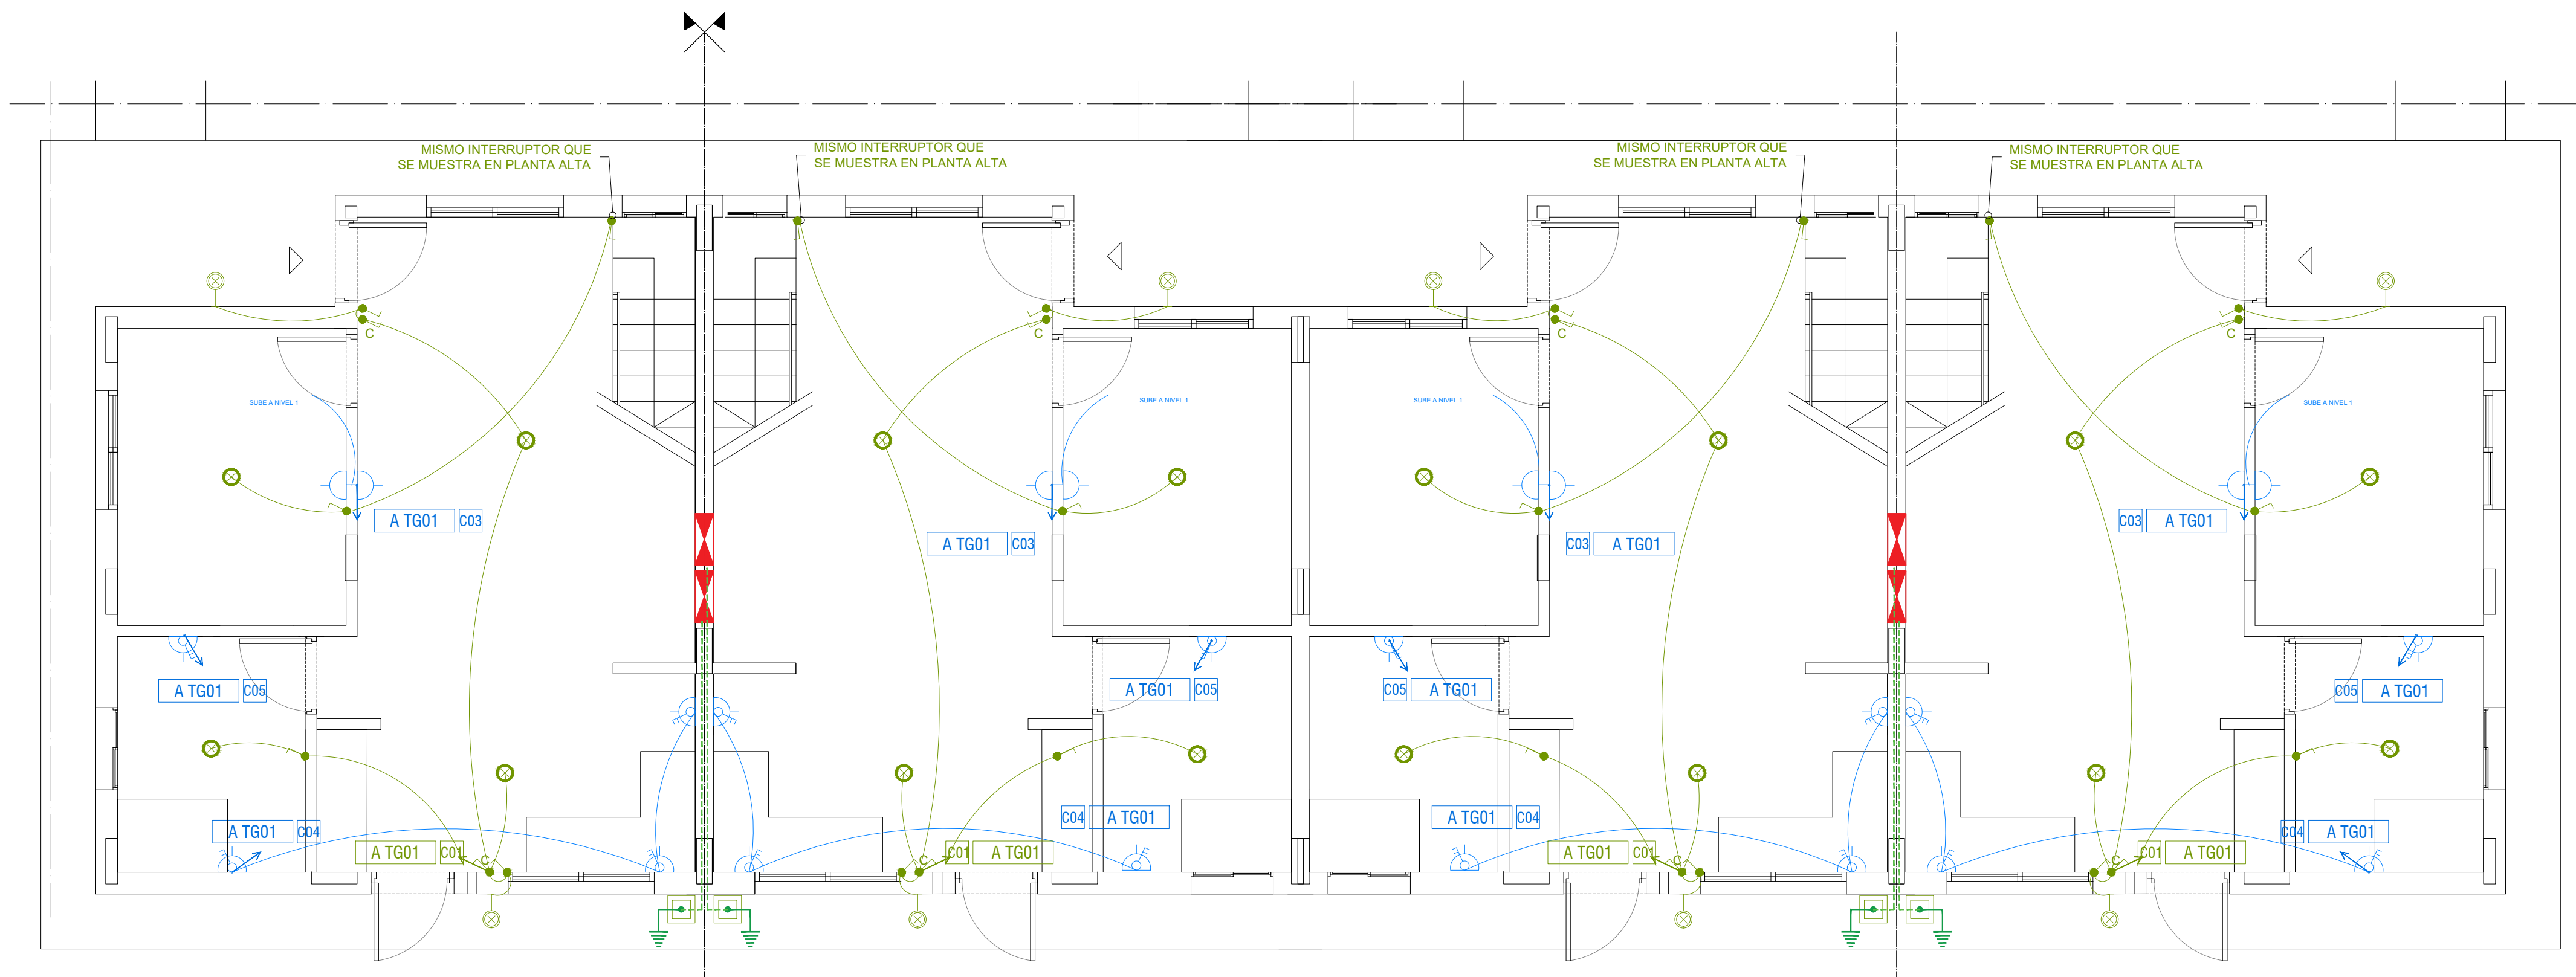 MISMO INTERRUPTOR QUE
SE MUESTRA EN PLANTA ALTA
MISMO INTERRUPTOR QUE
SE MUESTRA EN PLANTA ALTA
MISMO INTERRUPTOR QUE
SE MUESTRA EN PLANTA ALTA
MISMO INTERRUPTOR QUE
SE MUESTRA EN PLANTA ALTA
C
C
C
C
SUBE A NIVEL 1
SUBE A NIVEL 1
SUBE A NIVEL 1
SUBE A NIVEL 1
A TG01 C03
A TG01 C03
C03 A TG01
C03 A TG01
A TG01 C05
A TG01 C05
C05 A TG01
C05 A TG01
A TG01 C04
C04 A TG01
A TG01 C04
C04 A TG01
A TG01 C01
C
C
C01 A TG01
A TG01 C01
C
C
C01 A TG01